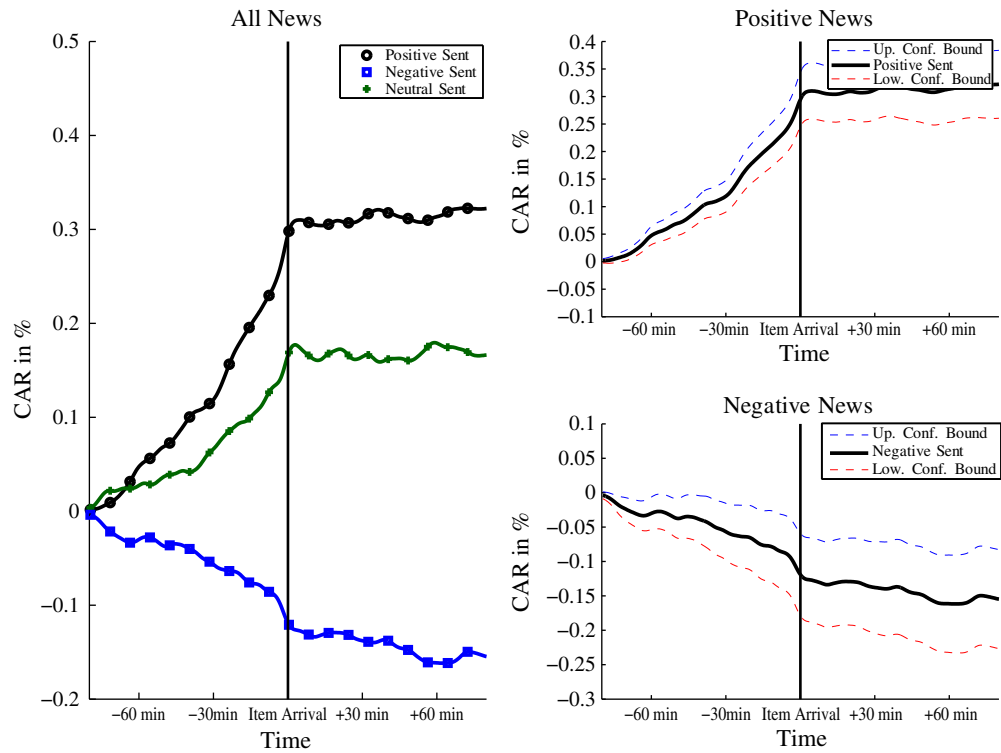 All News
0.5
0.4
0.3
0.2
0.1
0
−0.1
−0.2
CAR in %
Positive Sent
Negative Sent
Neutral Sent
−60 min −30min Item Arrival +30 min +60 min
Time
Positive News
0.4
0.35
0.3
0.25
0.2
0.15
0.1
0.05
0
−0.05
−0.1
CAR in %
Up. Conf. Bound
Positive Sent
Low. Conf. Bound
−60 min −30min Item Arrival +30 min +60 min
Time
Negative News
0.1
0.05
0
−0.05
−0.1
−0.15
−0.2
−0.25
−0.3
CAR in %
Up. Conf. Bound
Negative Sent
Low. Conf. Bound
−60 min −30min Item Arrival +30 min +60 min
Time